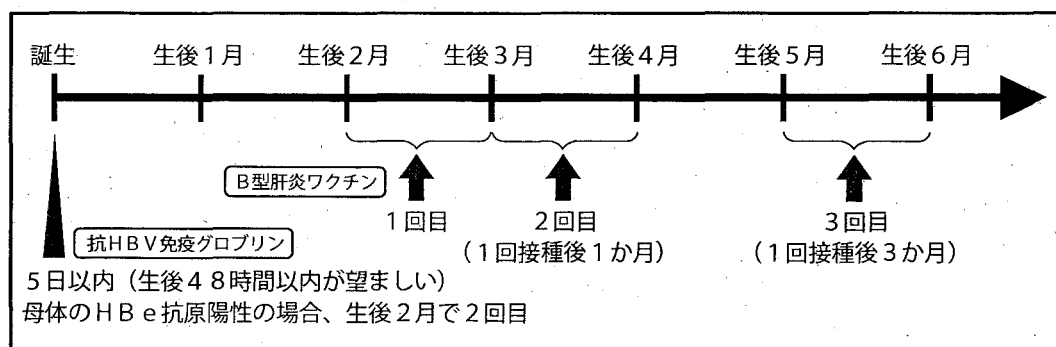 誕生 生後1月 生後2月 生後3月 生後4月 生後5月 生後6月
B型肝炎ワクチン
1回目 2回目 3回目
(1回接種後1か月) (1回接種後3か月)
抗HBV免疫グロブリン
5日以内(生後48時間以内が望ましい)
母体のHBe抗原陽性の場合、生後2月で2回目